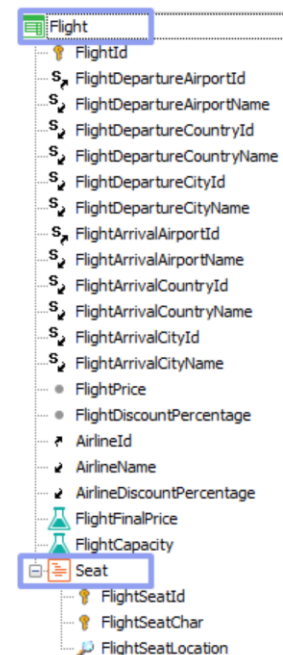 Flight
FlightId
FlightDepartureAirportId
FlightDepartureAirportName
FlightDepartureCountryId
FlightDepartureCountryName
FlightDepartureCityId
FlightDepartureCityName
FlightArrivalAirportId
FlightArrivalAirportName
FlightArrivalCountryId
FlightArrivalCountryName
FlightArrivalCityId
FlightArrivalCityName
FlightPrice
FlightDiscountPercentage
AirlineId
AirlineName
AirlineDiscountPercentage
FlightFinalPrice
FlightCapacity
Seat
FlightSeatId
FlightSeatChar
FlightSeatLocation